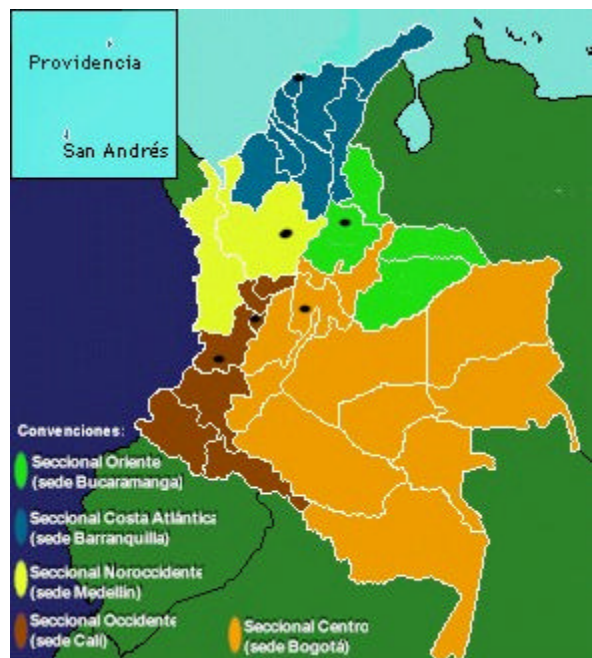 Providencia
San Andrés
Convenciones:
Seccional Oriente
(sede Bucaramanga)
Seccional Costa Atlántica
(sede Barranquilla)
Seccional Noroccidente
(sede Medellín)
Seccional Occidente
(sede Cali)
Seccional Centro
(sede Bogotá)